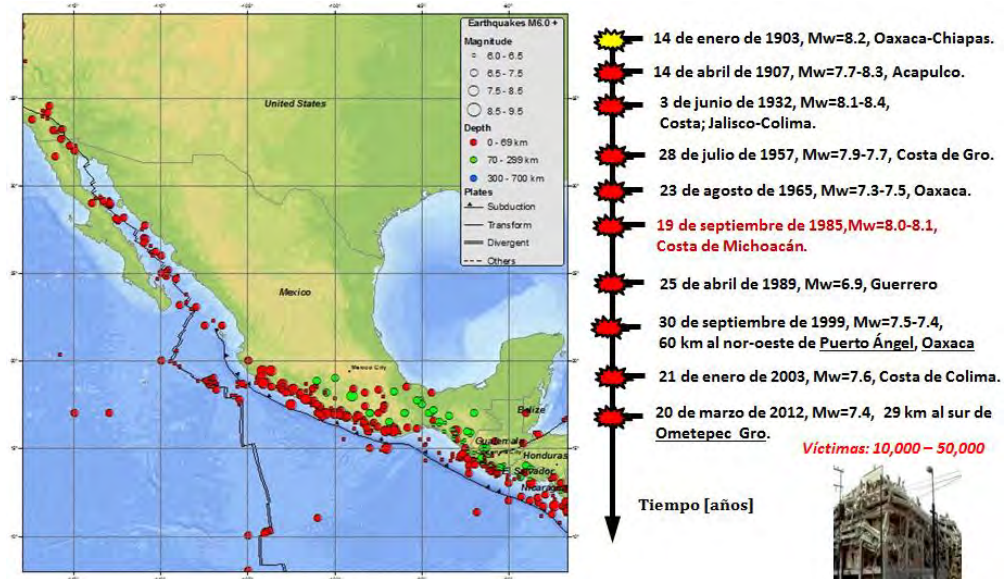 Earthquakes M6.0 +
Magnitude
6.0 - 6.5
6.5 - 7.5
7.5 - 8.5
8.5 - 9.5
Depth
0 - 69 km
70 - 299 km
300 - 700 km
Plates
Subduction
Transform
Divergent
Others
United States
Mexico
Mexico City
Belize
Guatemala
Honduras
El Salvador
Nicaragua
14 de enero de 1903, Mw=8.2, Oaxaca-Chiapas.
14 de abril de 1907, Mw=7.7-8.3, Acapulco.
3 de junio de 1932, Mw=8.1-8.4,
Costa; Jalisco-Colima.
28 de julio de 1957, Mw=7.9-7.7, Costa de Gro.
23 de agosto de 1965, Mw=7.3-7.5, Oaxaca.
19 de septiembre de 1985,Mw=8.0-8.1,
Costa de Michoacán.
25 de abril de 1989, Mw=6.9, Guerrero
30 de septiembre de 1999, Mw=7.5-7.4,
60 km al nor-oeste de Puerto Ángel, Oaxaca
21 de enero de 2003, Mw=7.6, Costa de Colima.
20 de marzo de 2012, Mw=7.4, 29 km al sur de
Ometepec Gro.
Víctimas: 10,000 – 50,000
Tiempo [años]